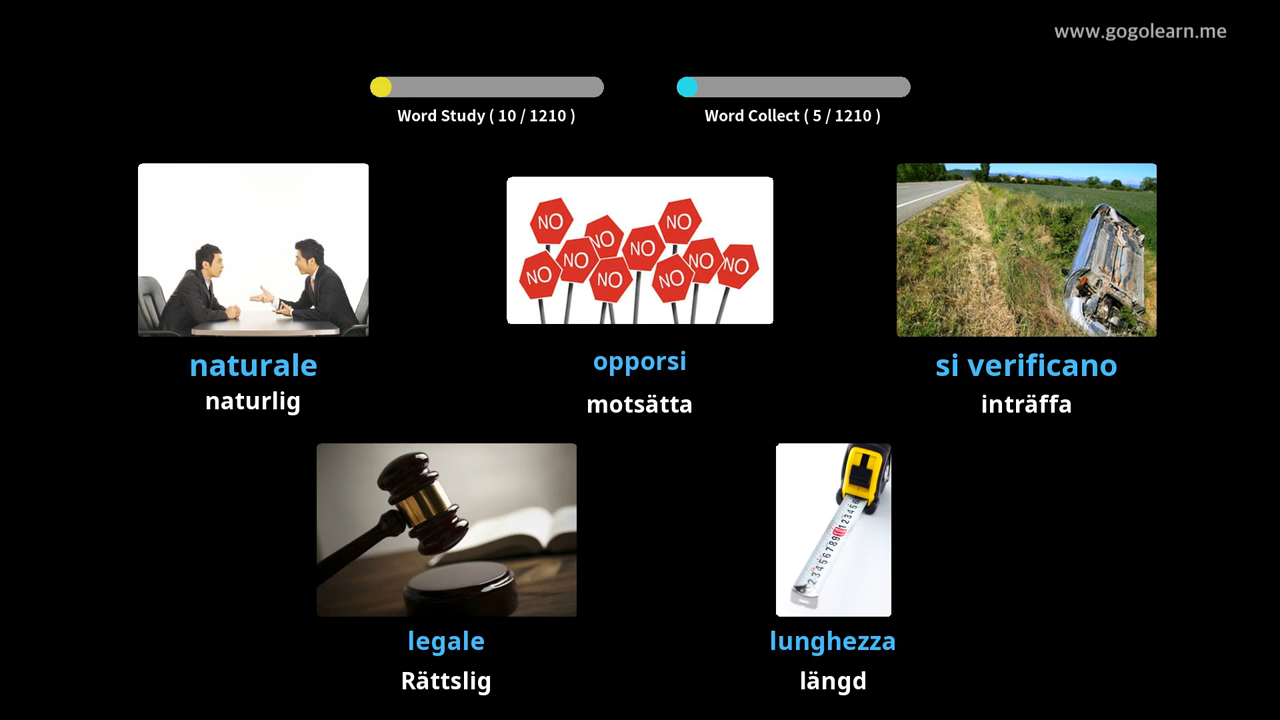 www.gogolearn.me
Word Study ( 10 / 1210 )
Word Collect ( 5 / 1210 )
NO
NO
NO
NO
NO
NO
NO
NO
NO
NO
naturale
naturlig
opporsi
motsätta
si verificano
inträffa
legale
Rättslig
lunghezza
längd